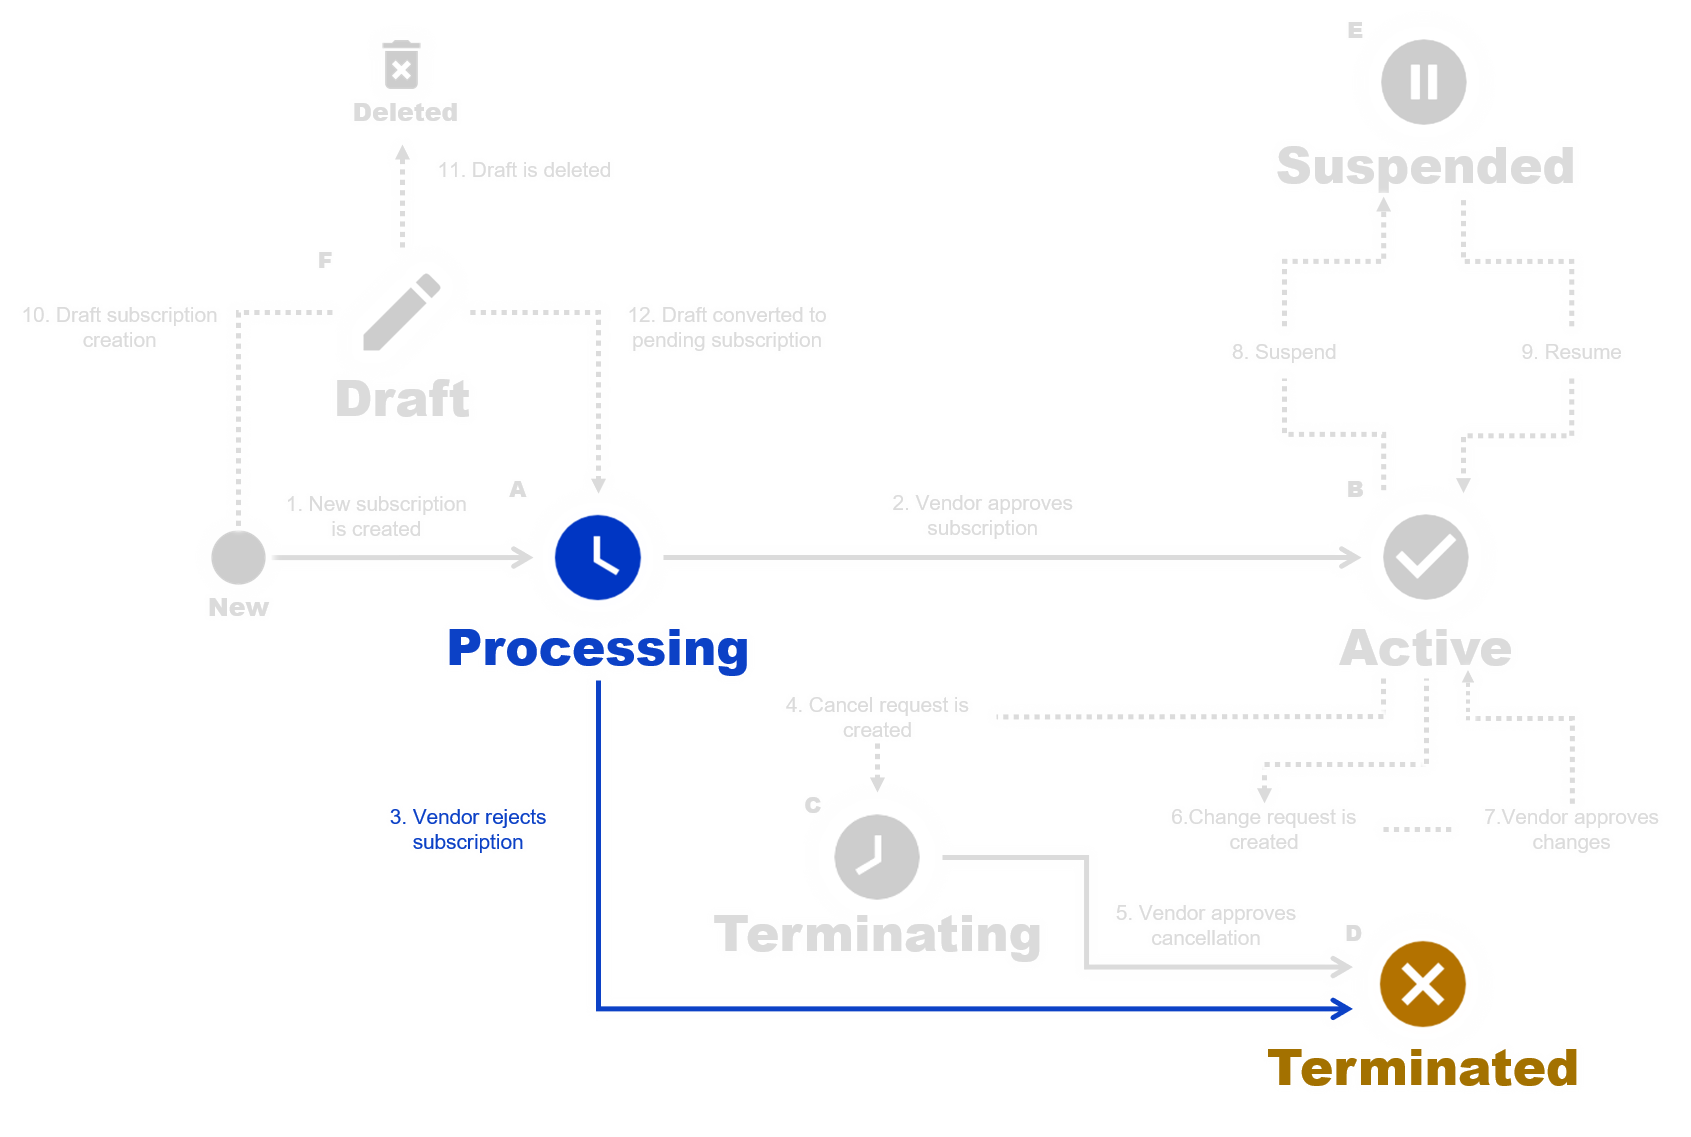 E
Deleted
Suspended
11. Draft is deleted
F
10. Draft subscription
creation
12. Draft converted to
pending subscription
8. Suspend
9. Resume
Draft
A
B
1. New subscription
is created
2. Vendor approves
subscription
New
Processing
Active
4. Cancel request is
created
C
3. Vendor rejects
subscription
6.Change request is
created
7.Vendor approves
changes
Terminating
5. Vendor approves
cancellation
D
Terminated